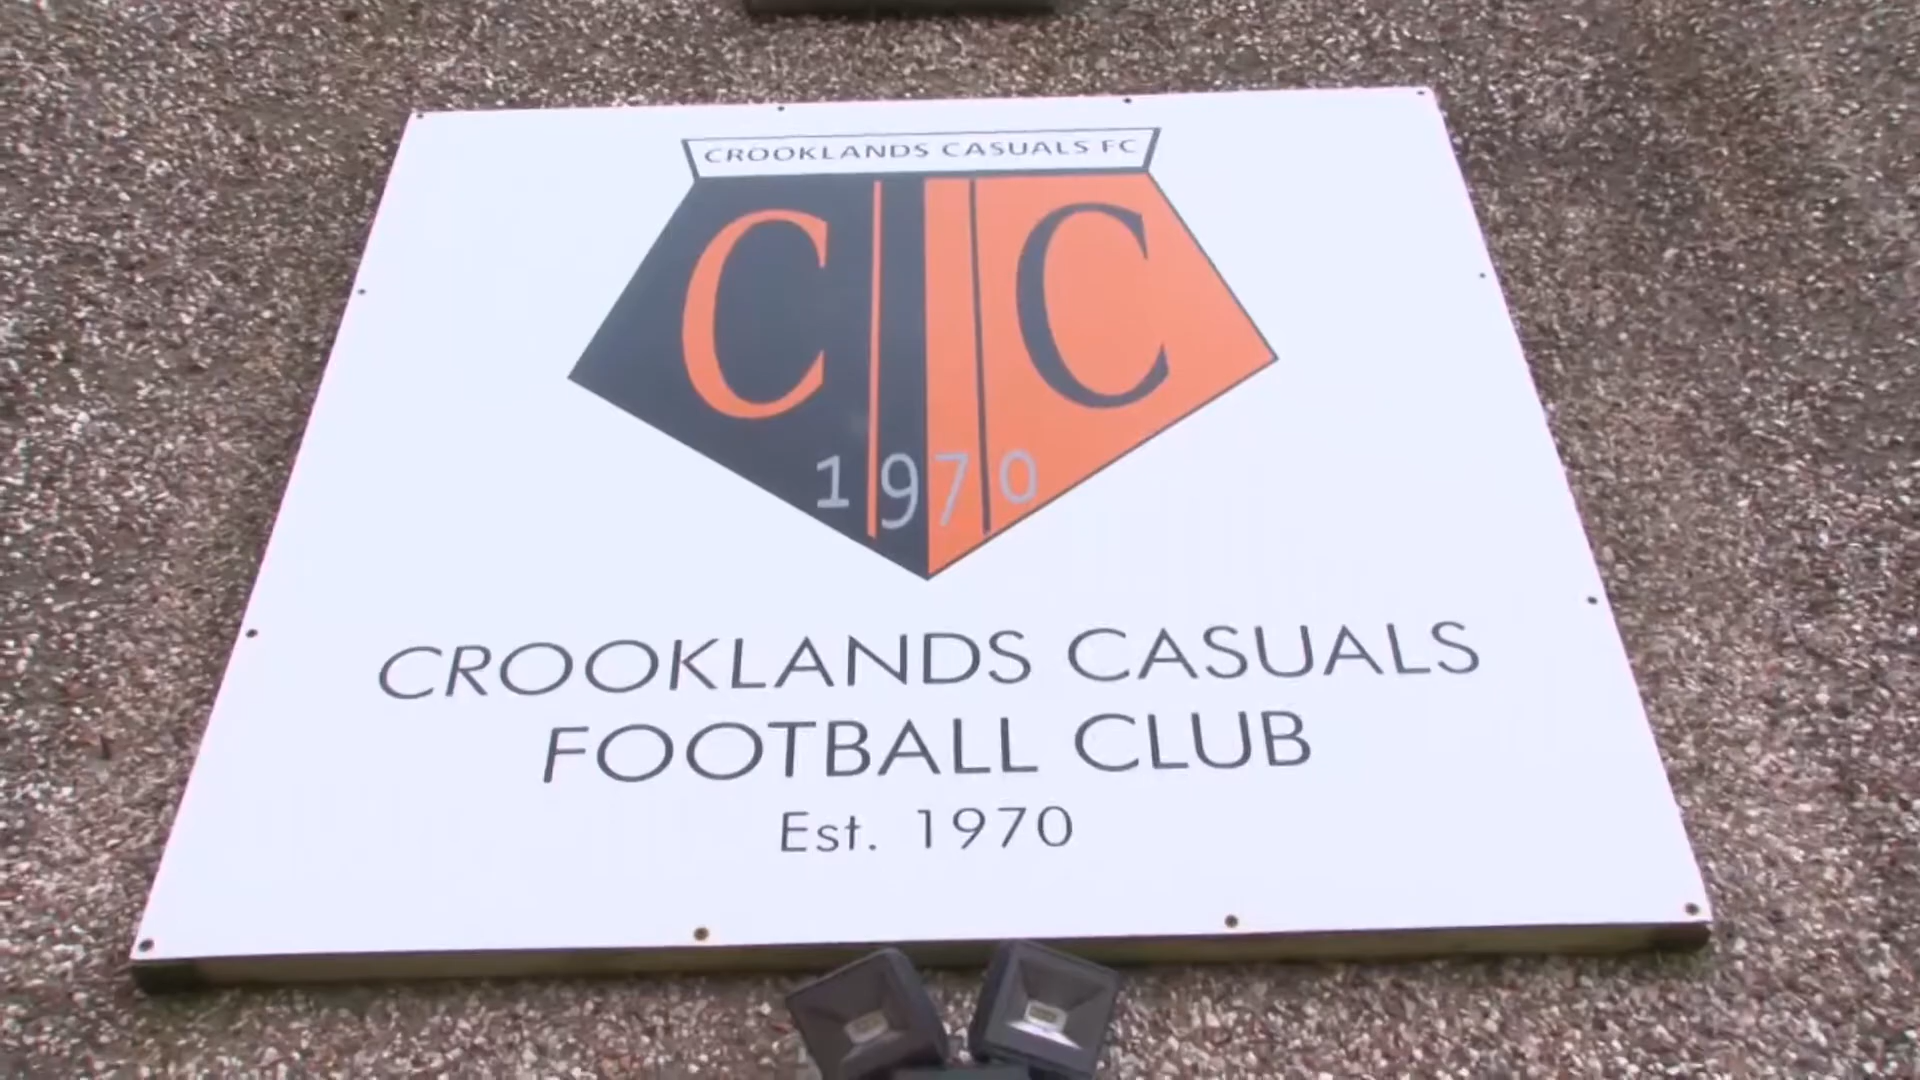 CROOKLANDS CASUALS FC
C C
1970
CROOKLANDS CASUALS
FOOTBALL CLUB
Est. 1970